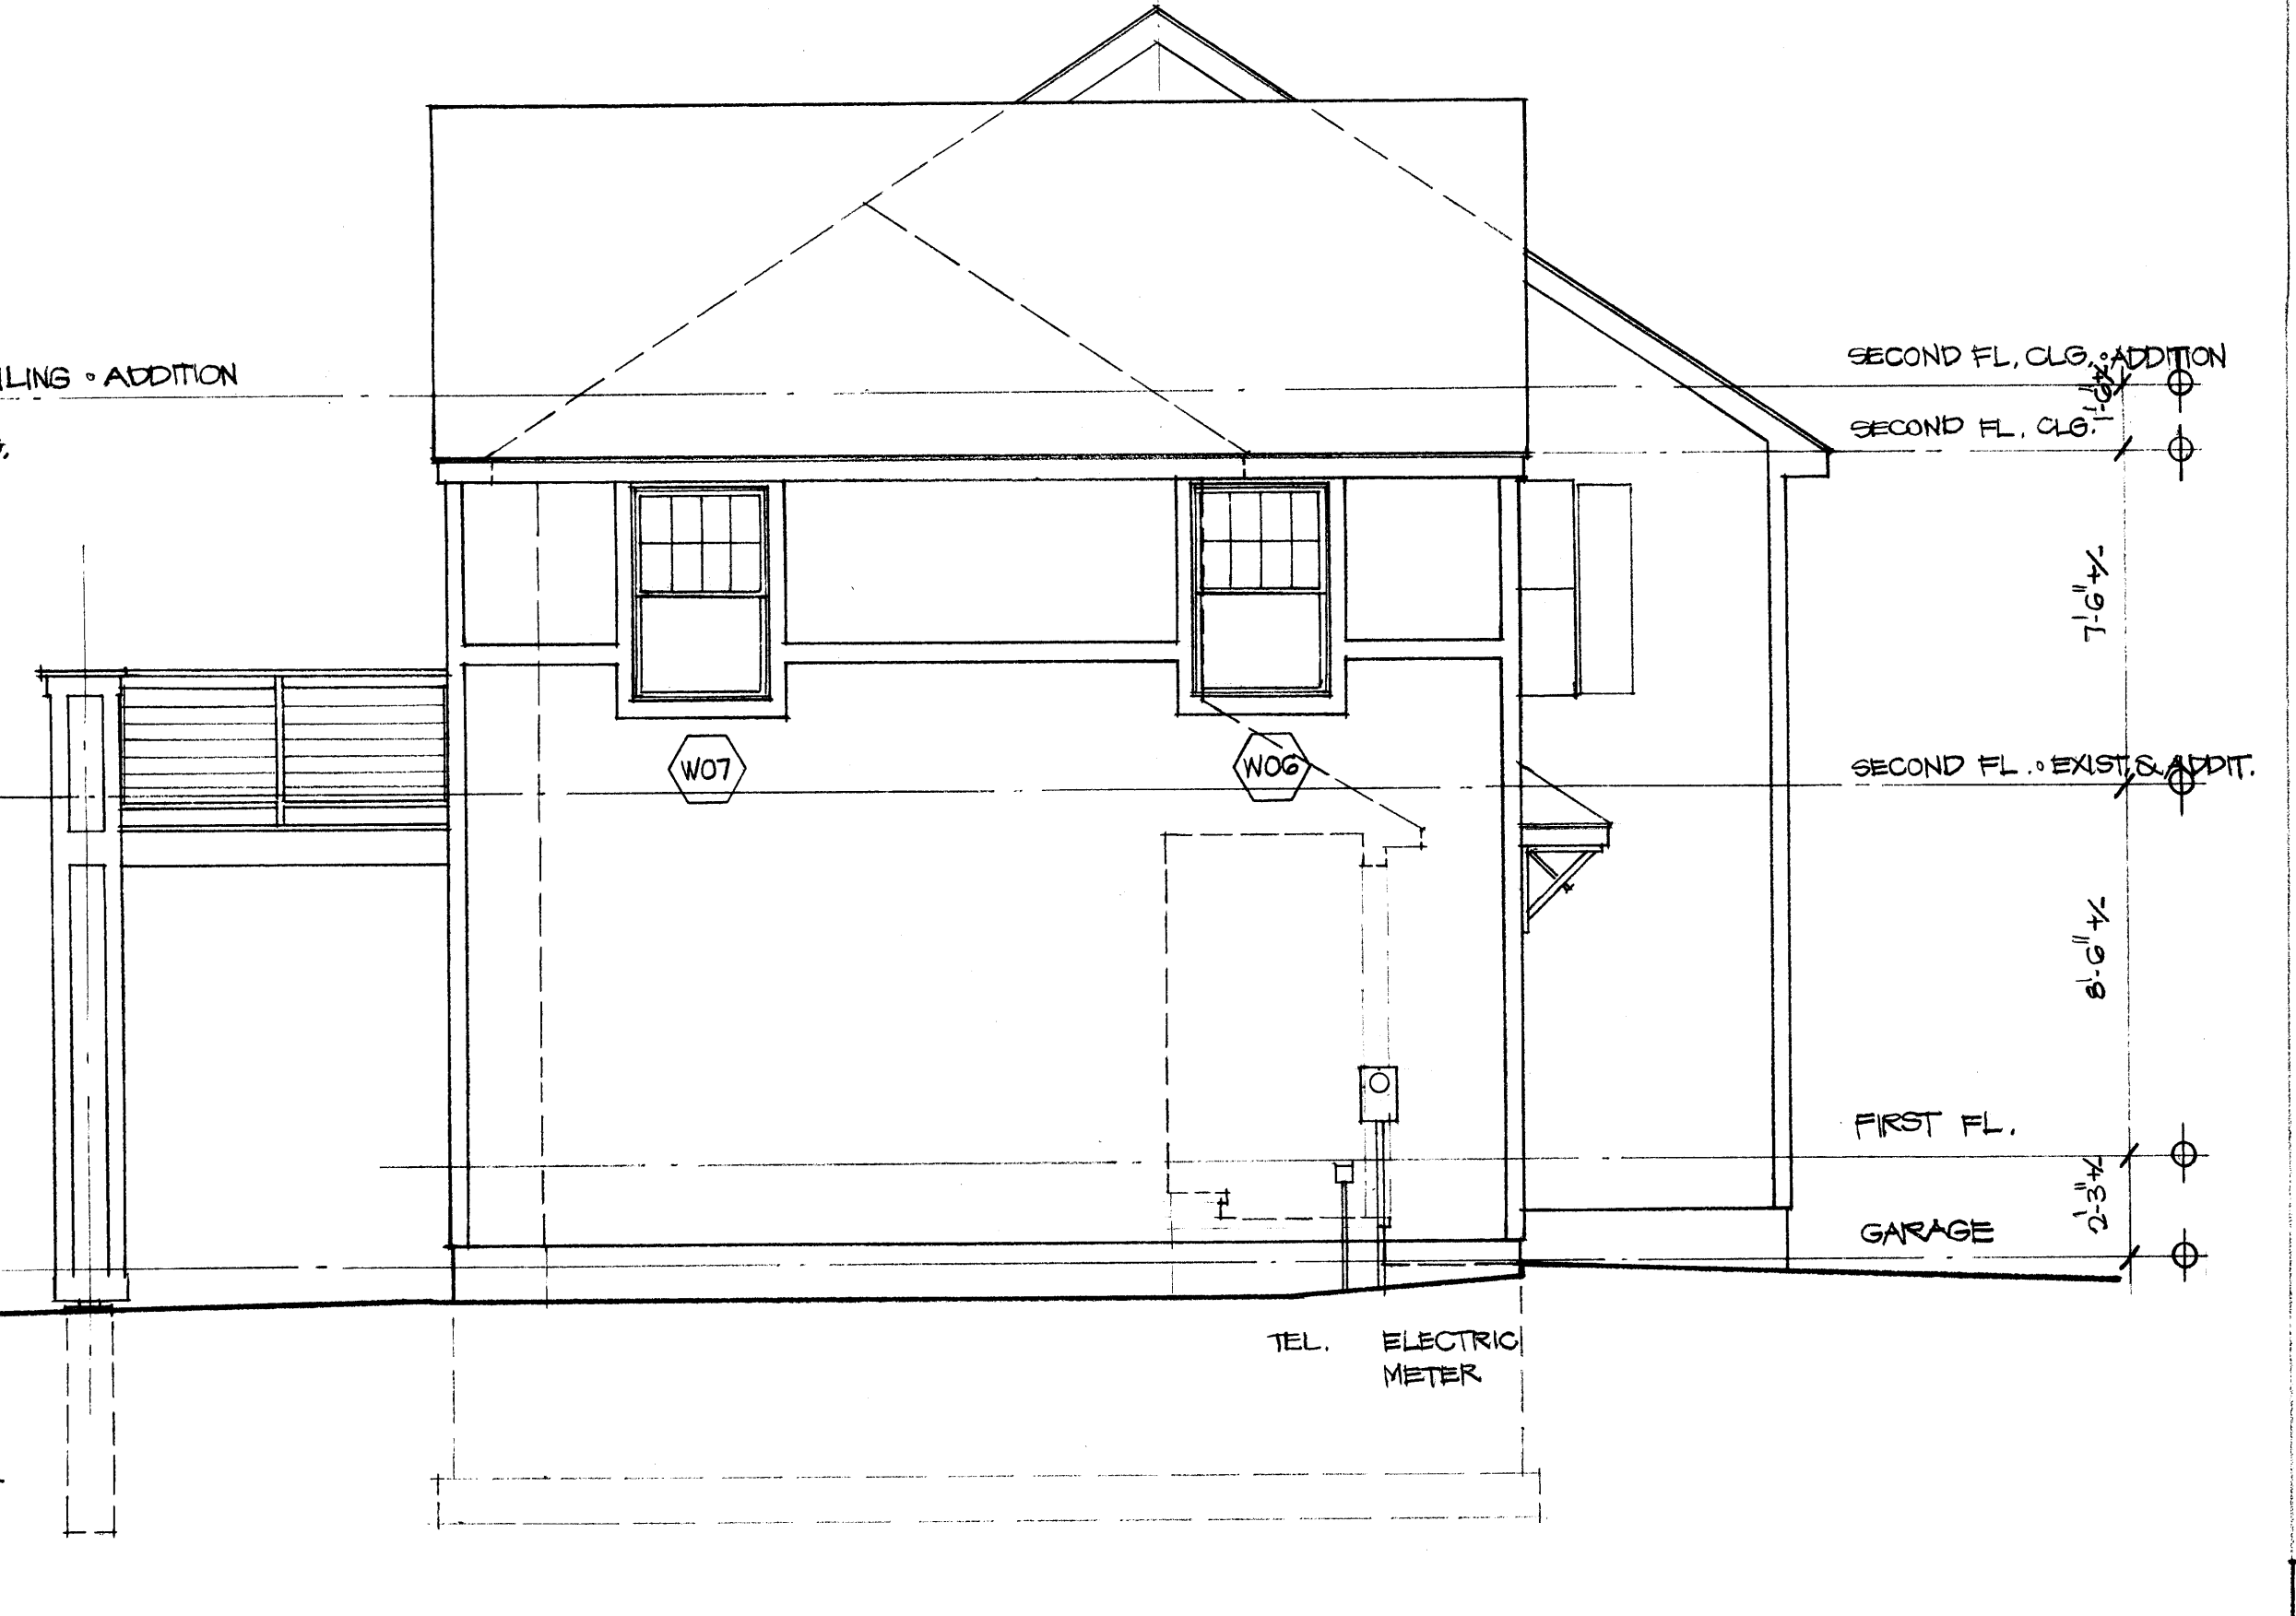 SECOND FL. CLG. ∘ ADDITION
ILING ∘ ADDITION
1'-6" +/-
SECOND FL. CLG.
7'-6" +/-
W07
W06
SECOND FL. ∘ EXIST. & ADDIT.
8'-6" +/-
FIRST FL.
2'-3" +/-
GARAGE
TEL.
ELECTRIC
METER